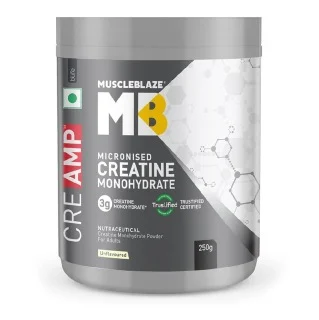 MUSCLEBLAZE
MB
MICRONISED
CREATINE
MONOHYDRATE
3g CREATINE MONOHYDRATE*
Trustified
TRUSTIFIED CERTIFIED
NUTRACEUTICAL
Creatine Monohydrate Powder
For Adults
Unflavoured
250g
CREAMP